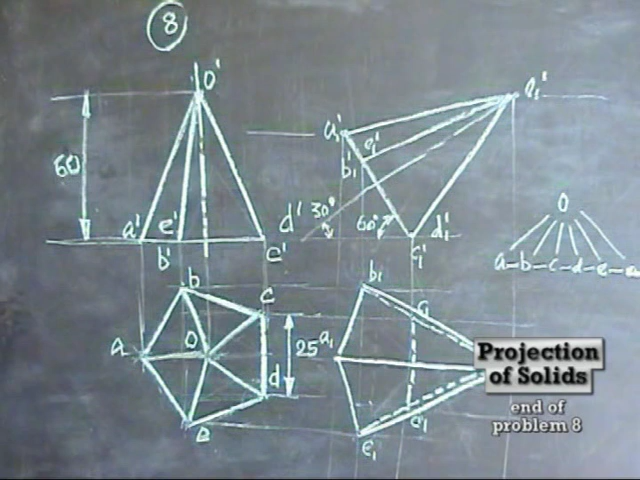 8
o'
o₁'
a₁'
e₁'
b₁'
60
a'
e'
b'
d'
c'
30°
60°
d₁'
c₁'
O
a-b-c-d-e-a
b
c
a
O
25
d
e
b₁
c₁
a₁
d₁
e₁
Projection
of Solids
end of
problem 8